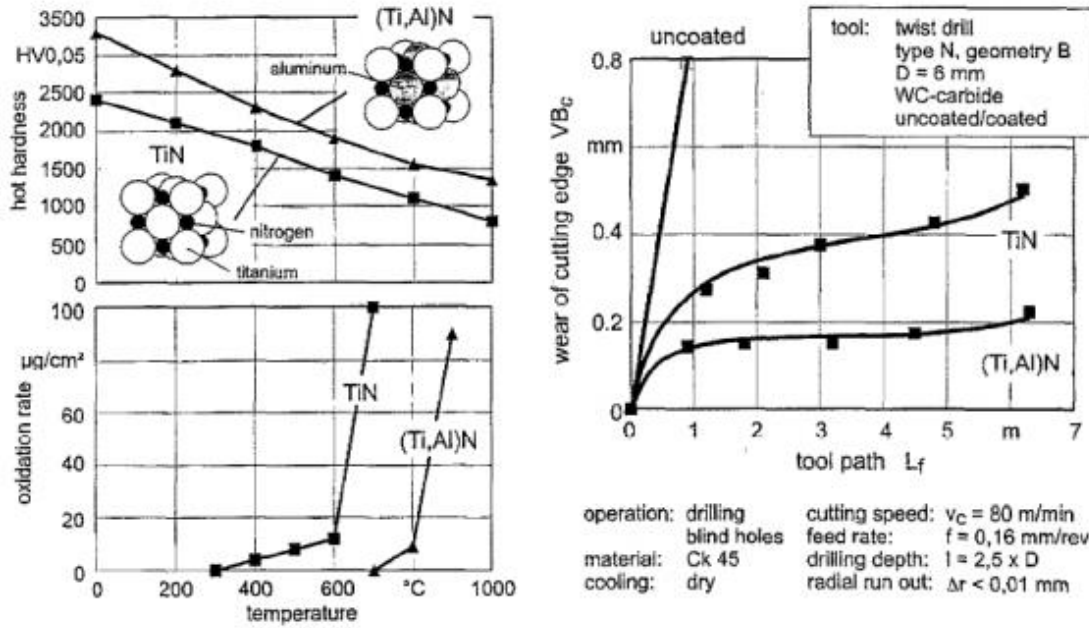 3500
HV0,05
2500
2000
1500
1000
500
0
hot hardness
(Ti,Al)N
aluminum
TiN
nitrogen
titanium
100
µg/cm²
60
40
20
0
oxidation rate
TiN
(Ti,Al)N
0
200
400
600
°C
1000
temperature
uncoated
tool: twist drill
type N, geometry B
D = 6 mm
WC-carbide
uncoated/coated
0.8
mm
0.4
0.2
0
wear of cutting edge VBc
TiN
(Ti,Al)N
0
1
2
3
4
5
m
7
tool path Lf
operation: drilling cutting speed: vc = 80 m/min
blind holes feed rate: f = 0,16 mm/rev
material: Ck 45 drilling depth: l = 2,5 x D
cooling: dry radial run out: Δr < 0,01 mm